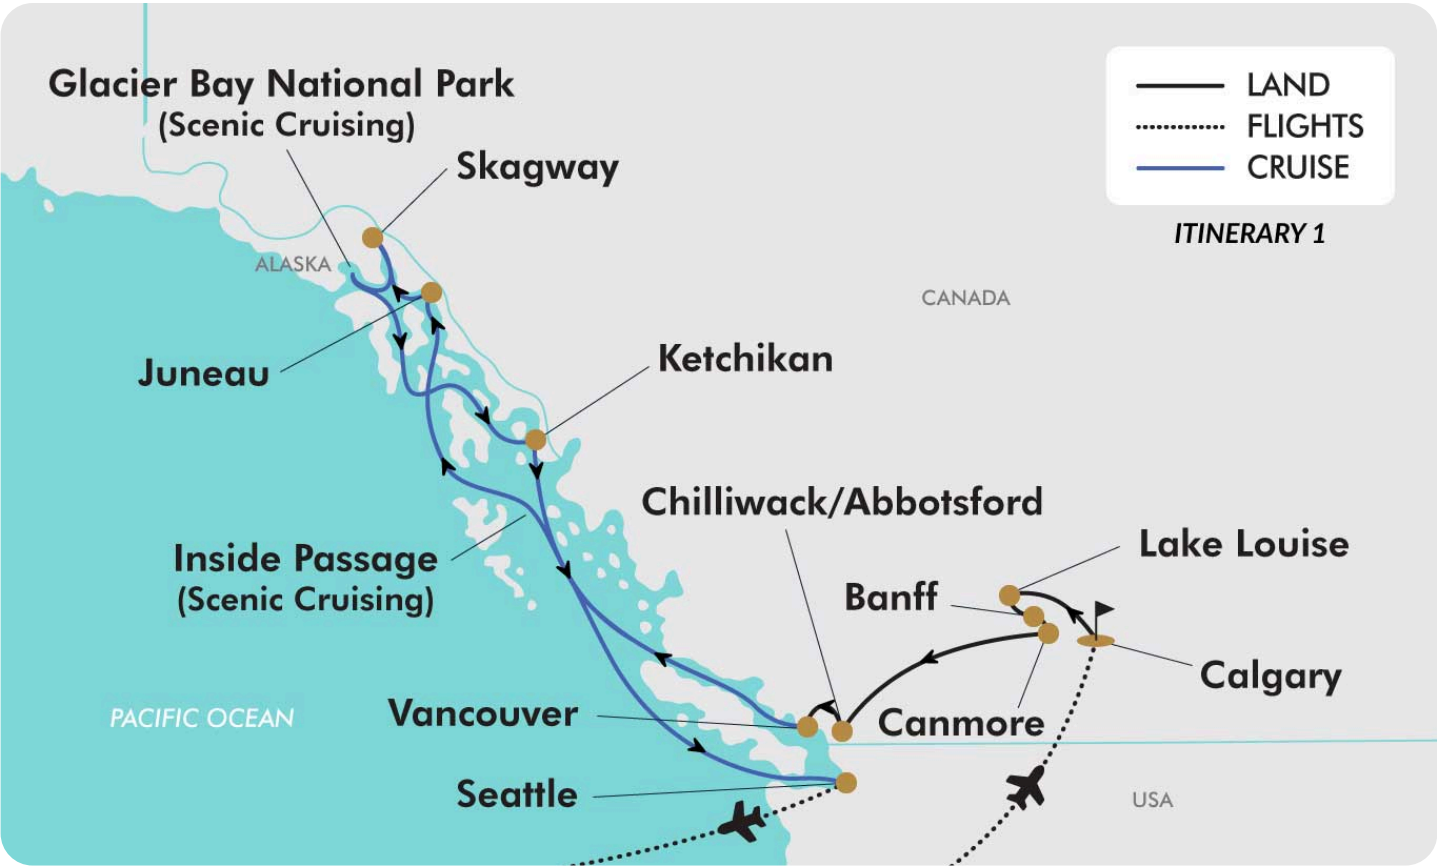 Glacier Bay National Park
(Scenic Cruising)
Skagway
LAND
FLIGHTS
CRUISE
ITINERARY 1
ALASKA
CANADA
Juneau
Ketchikan
Chilliwack/Abbotsford
Lake Louise
Inside Passage
(Scenic Cruising)
Banff
Calgary
PACIFIC OCEAN
Vancouver
Canmore
Seattle
USA